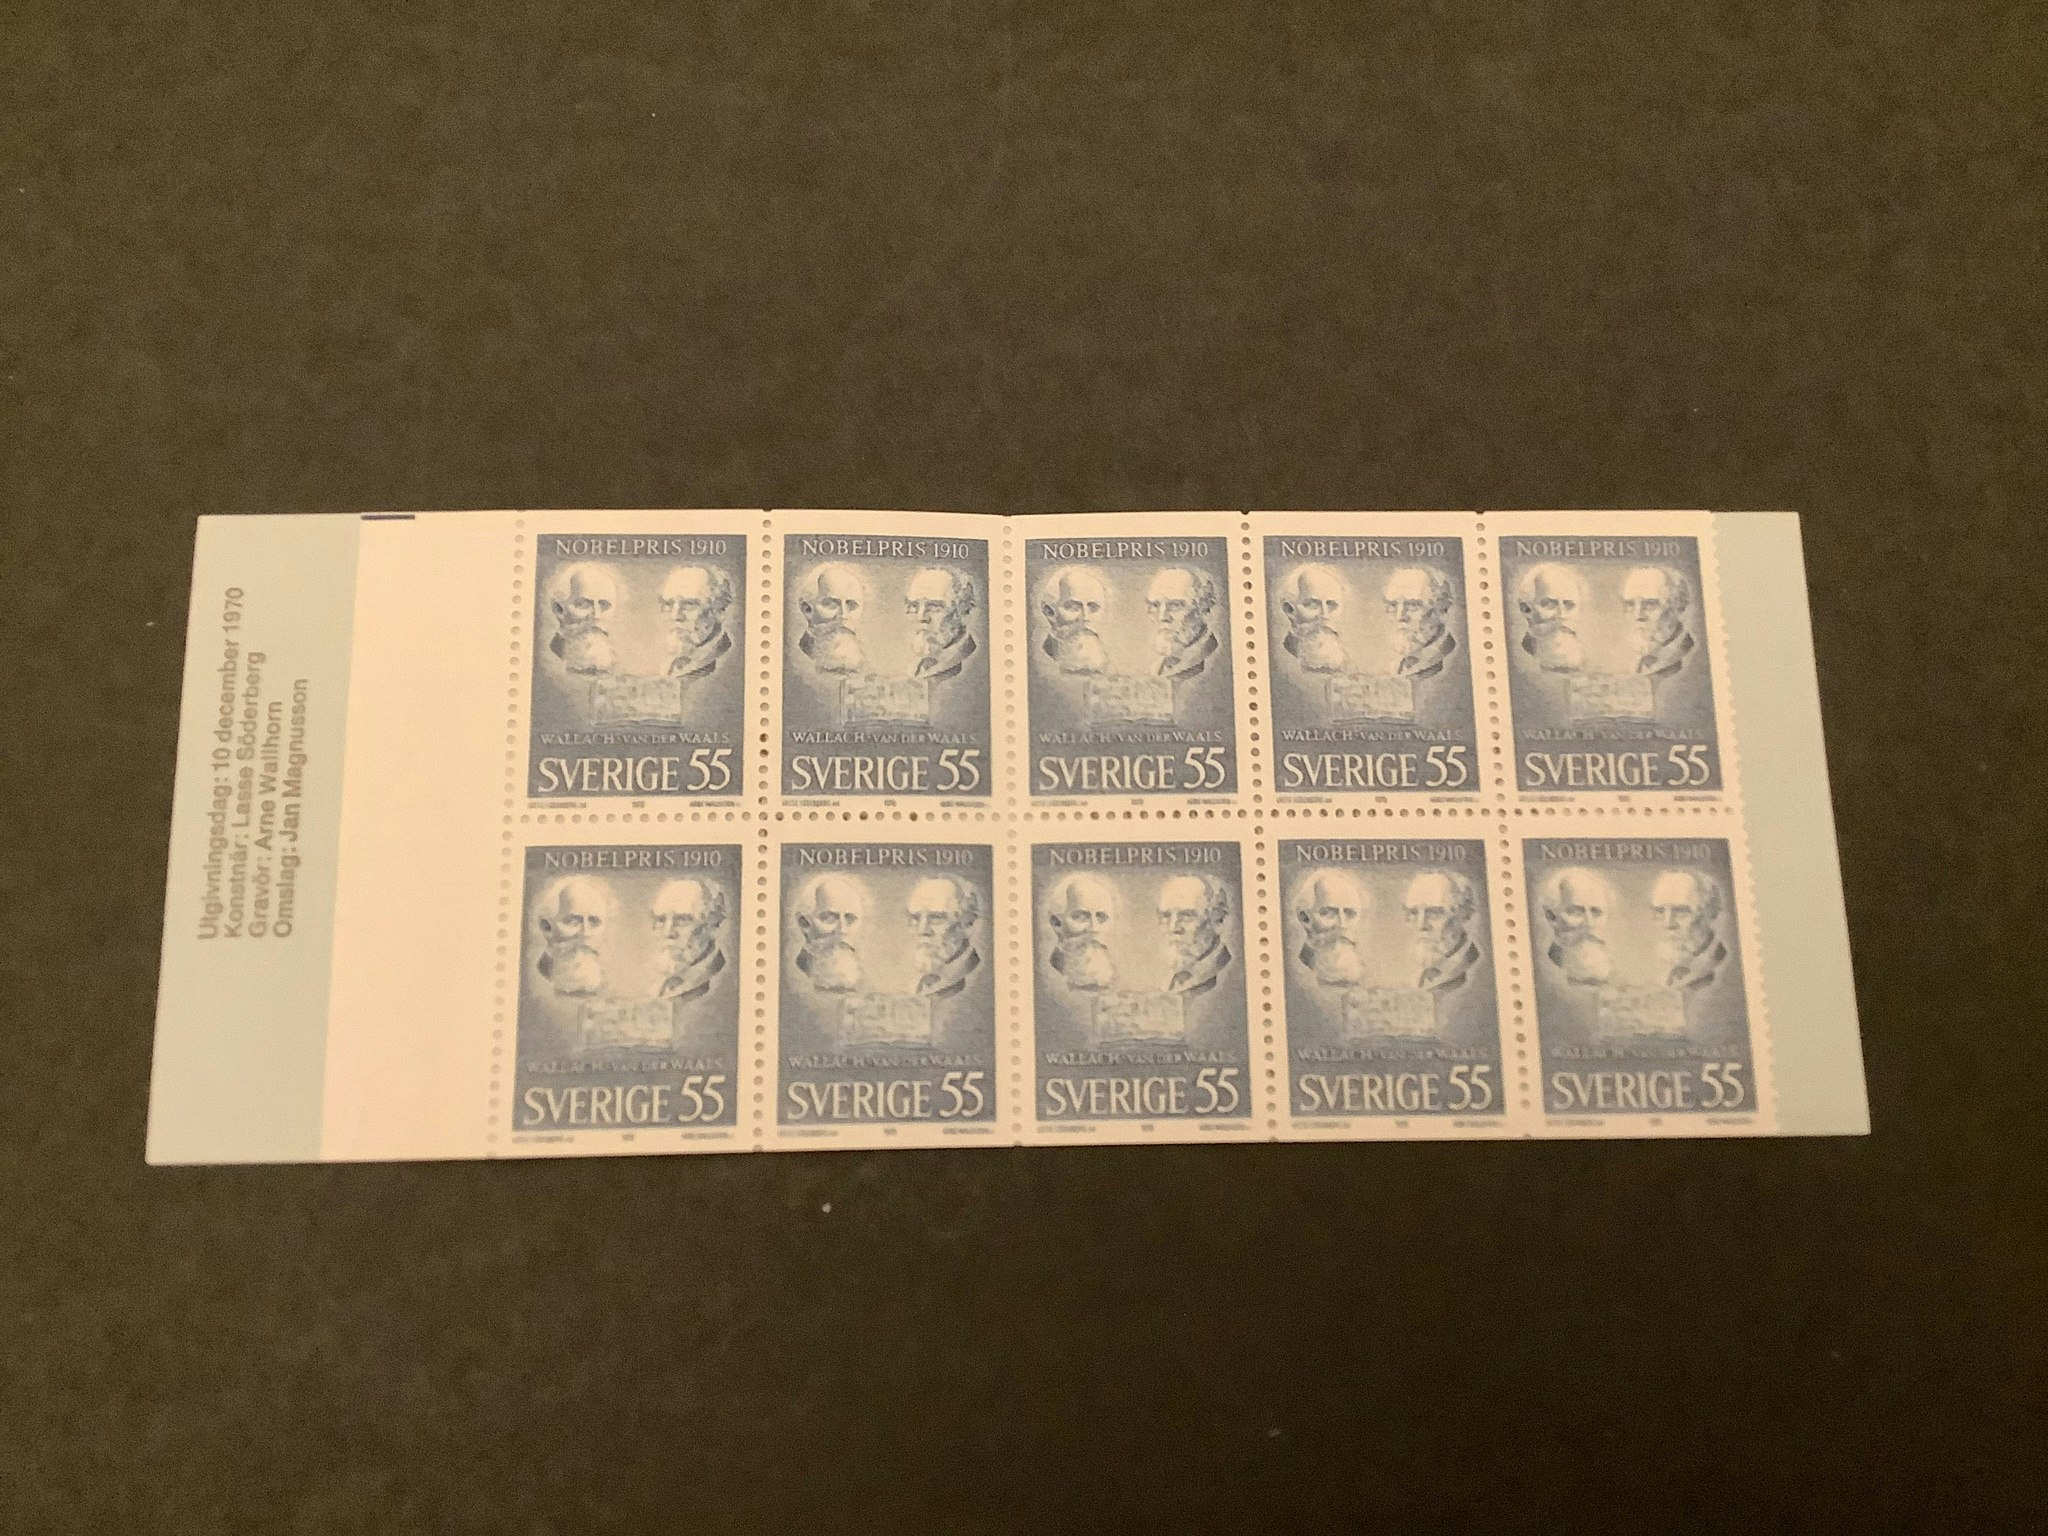 Utgivningsdag: 10 december 1970
Konstnär: Lasse Söderberg
Gravör: Arne Wallhorn
Omslag: Jan Magnusson
NOBELPRIS 1910
WALLACH · VAN DER WAALS
SVERIGE 55
NOBELPRIS 1910
WALLACH · VAN DER WAALS
SVERIGE 55
NOBELPRIS 1910
WALLACH · VAN DER WAALS
SVERIGE 55
NOBELPRIS 1910
WALLACH · VAN DER WAALS
SVERIGE 55
NOBELPRIS 1910
WALLACH · VAN DER WAALS
SVERIGE 55
NOBELPRIS 1910
WALLACH · VAN DER WAALS
SVERIGE 55
NOBELPRIS 1910
WALLACH · VAN DER WAALS
SVERIGE 55
NOBELPRIS 1910
WALLACH · VAN DER WAALS
SVERIGE 55
NOBELPRIS 1910
WALLACH · VAN DER WAALS
SVERIGE 55
NOBELPRIS 1910
WALLACH · VAN DER WAALS
SVERIGE 55